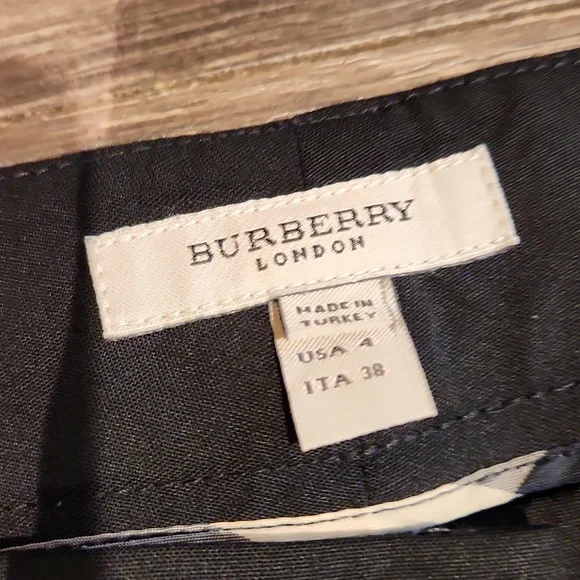 BURBERRY
LONDON
MADE IN
TURKEY
USA 4
ITA 38